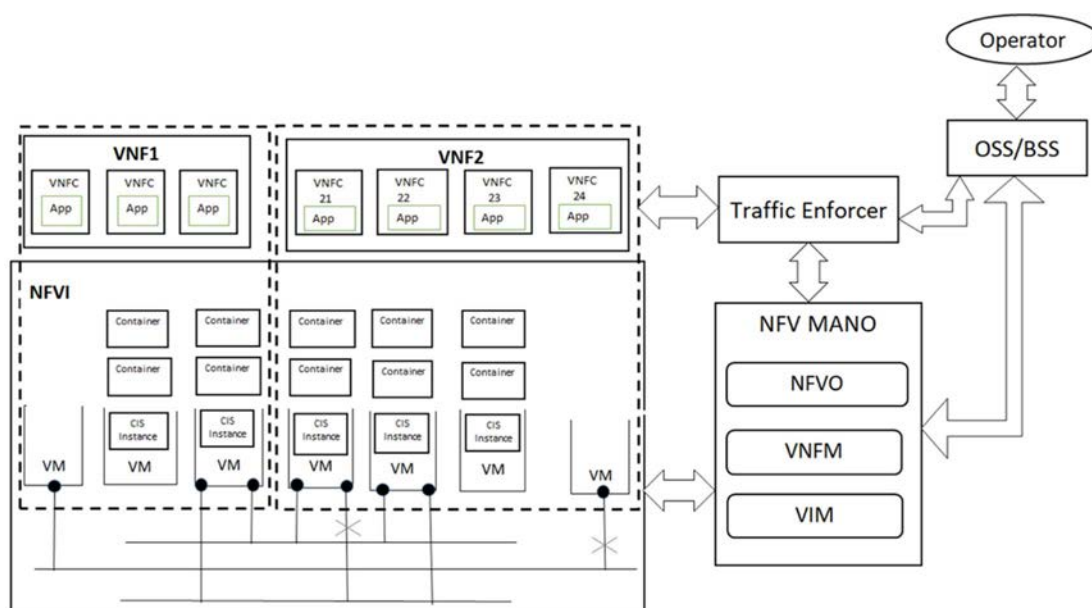 Operator
OSS/BSS
VNF1
VNFC
App
VNFC
App
VNFC
App
VNF2
VNFC
21
App
VNFC
22
App
VNFC
23
App
VNFC
24
App
Traffic Enforcer
NFVI
Container
Container
Container
Container
Container
Container
Container
Container
Container
Container
CIS
Instance
CIS
Instance
CIS
Instance
CIS
Instance
CIS
Instance
VM
VM
VM
VM
VM
VM
VM
NFV MANO
NFVO
VNFM
VIM